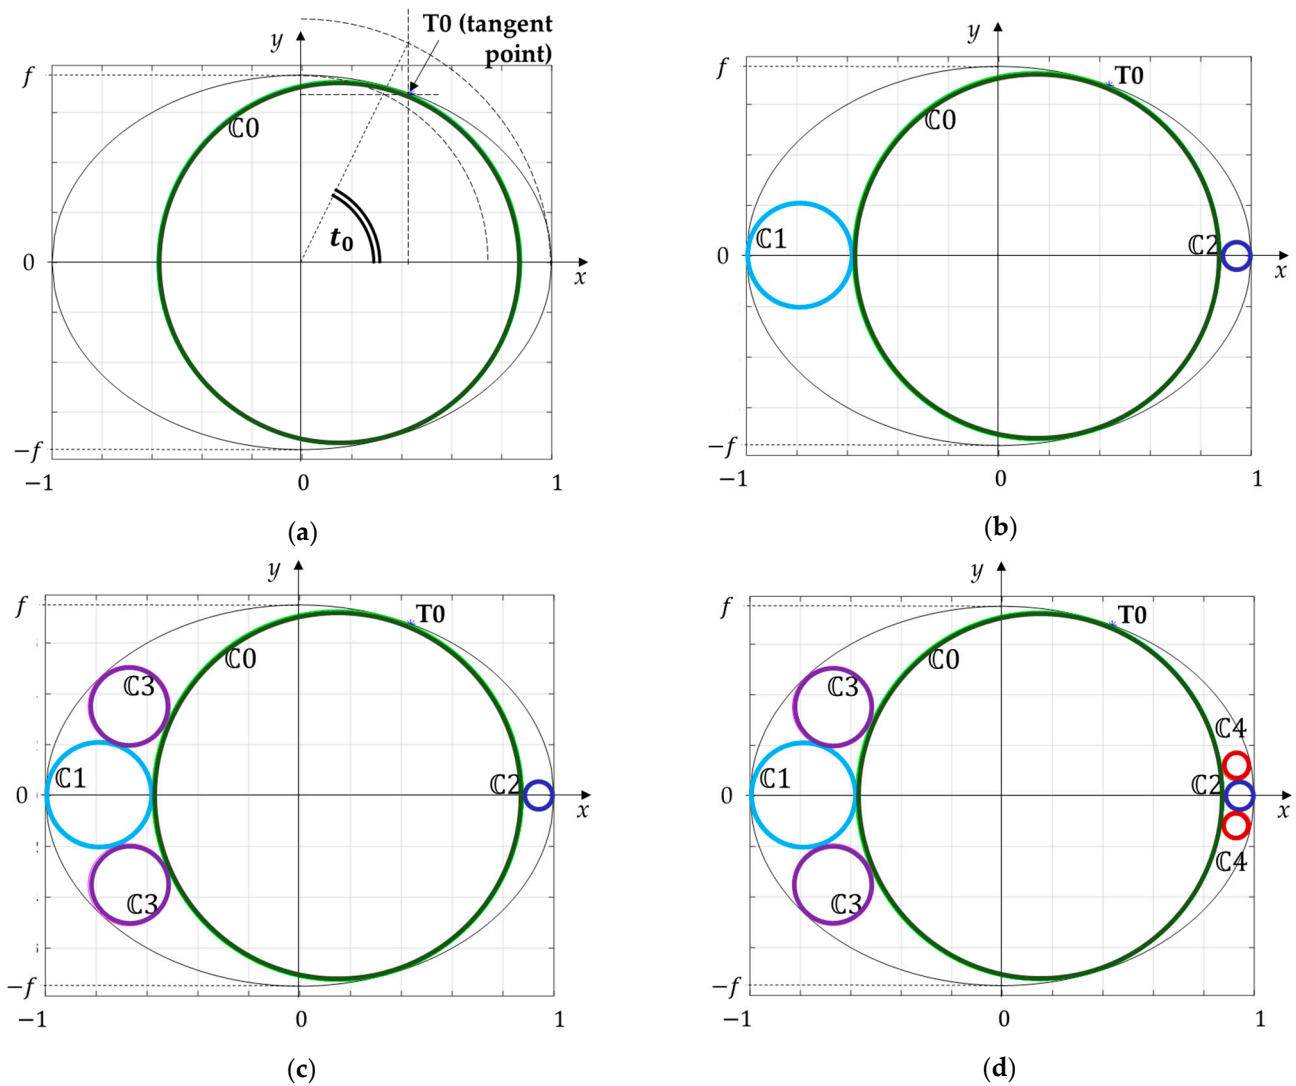 T0 (tangent
point)
y
f
ℂ0
t₀
0
x
−f
−1 0 1
(a)
y
f
T0
ℂ0
ℂ1
ℂ2
0
x
−f
−1 0 1
(b)
y
f
T0
ℂ0
ℂ3
ℂ1
ℂ2
0
x
ℂ3
−f
−1 0 1
(c)
y
f
T0
ℂ0
ℂ3
ℂ4
ℂ1
ℂ2
0
x
ℂ4
ℂ3
−f
−1 0 1
(d)